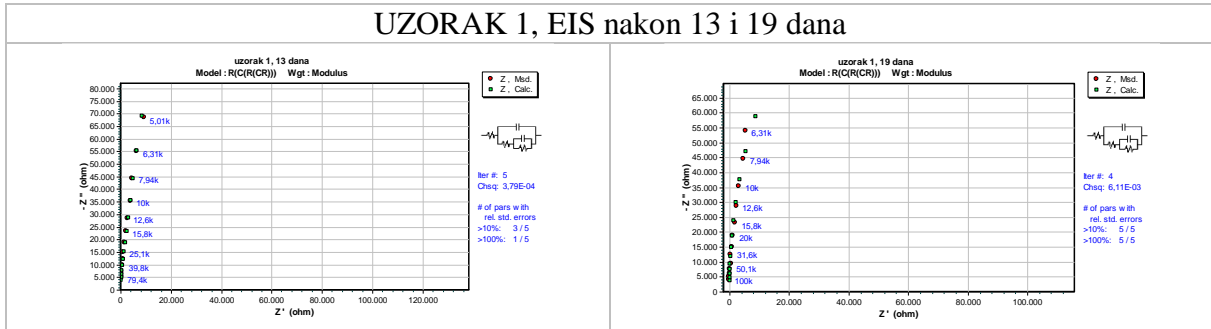 UZORAK 1, EIS nakon 13 i 19 dana
uzorak 1, 13 dana
Model : R(C(R(CR))) Wgt : Modulus
80.000
75.000
70.000
65.000
60.000
55.000
50.000
45.000
40.000
35.000
30.000
25.000
20.000
15.000
10.000
5.000
0
- Z '' (ohm)
5,01k
6,31k
7,94k
10k
12,6k
15,8k
25,1k
39,8k
79,4k
0
20.000
40.000
60.000
80.000
100.000
120.000
Z ' (ohm)
Z , Msd.
Z , Calc.
Iter #: 5
Chsq: 3,79E-04
# of pars with
rel. std. errors
>10%: 3 / 5
>100%: 1 / 5
uzorak 1, 19 dana
Model : R(C(R(CR))) Wgt : Modulus
65.000
60.000
55.000
50.000
45.000
40.000
35.000
30.000
25.000
20.000
15.000
10.000
5.000
0
- Z '' (ohm)
6,31k
7,94k
10k
12,6k
15,8k
20k
31,6k
50,1k
100k
0
20.000
40.000
60.000
80.000
100.000
Z ' (ohm)
Z , Msd.
Z , Calc.
Iter #: 4
Chsq: 6,11E-03
# of pars with
rel. std. errors
>10%: 5 / 5
>100%: 5 / 5